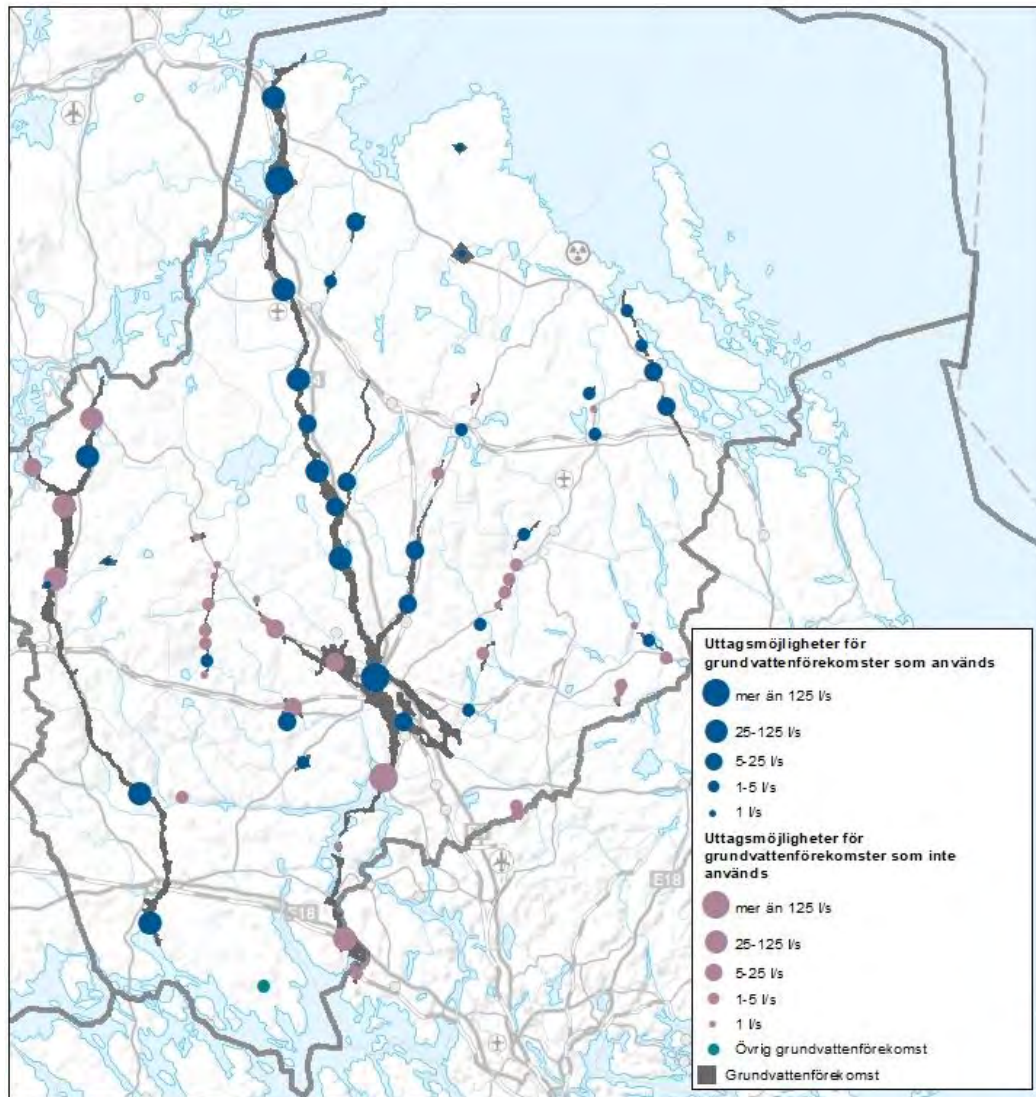 4
E18
E18
Uttagsmöjligheter för
grundvattenförekomster som används
mer än 125 l/s
25-125 l/s
5-25 l/s
1-5 l/s
1 l/s
Uttagsmöjligheter för
grundvattenförekomster som inte
används
mer än 125 l/s
25-125 l/s
5-25 l/s
1-5 l/s
1 l/s
Övrig grundvattenförekomst
Grundvattenförekomst